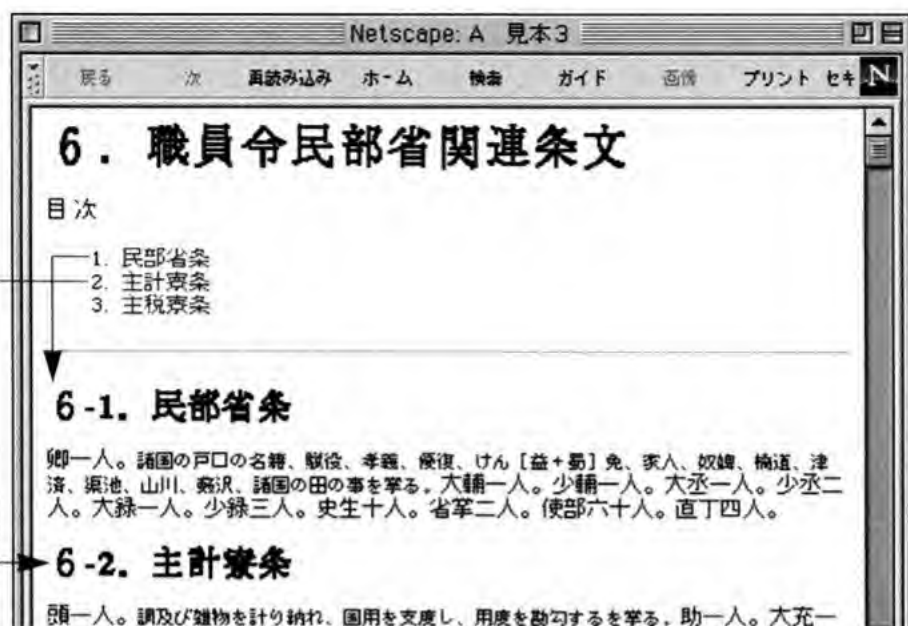 Netscape: A 見本3
戻る 次 再読み込み ホーム 検索 ガイド 画像 プリント セキ N
6. 職員令民部省関連条文
目次
1. 民部省条
2. 主計寮条
3. 主税寮条
6-1. 民部省条
卿一人。諸国の戸口の名籍、賦役、孝義、優復、けん［益+蜀］免、家人、奴婢、橋道、津
済、渠池、山川、藪沢、諸国の田の事を掌る。大輔一人。少輔一人。大丞一人。少丞二
人。大録一人。少録三人。史生十人。省掌二人。使部六十人。直丁四人。
6-2. 主計寮条
頭一人。調及び雑物を計り納れ、国用を支度し、用度を勘勾するを掌る。助一人。大允一